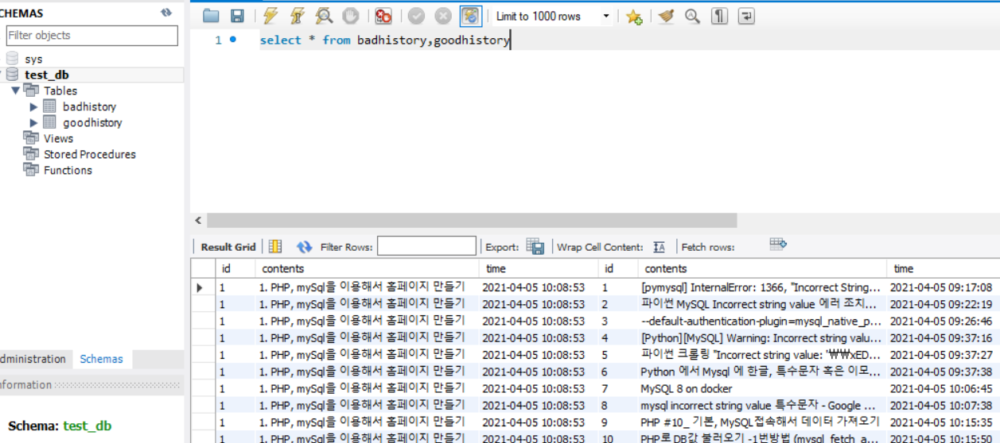 CHEMAS
Filter objects
sys
test_db
Tables
badhistory
goodhistory
Views
Stored Procedures
Functions
dministration Schemas
nformation
Schema: test_db
Limit to 1000 rows
1 select * from badhistory,goodhistory
Result Grid Filter Rows: Export: Wrap Cell Content: Fetch rows:
id contents time id contents time
1 1. PHP, mySql을 이용해서 홈페이지 만들기 2021-04-05 10:08:53 1 [pymysql] InternalError: 1366, "Incorrect String... 2021-04-05 09:17:08
1 1. PHP, mySql을 이용해서 홈페이지 만들기 2021-04-05 10:08:53 2 파이썬 MySQL Incorrect string value 에러 조치... 2021-04-05 09:22:19
1 1. PHP, mySql을 이용해서 홈페이지 만들기 2021-04-05 10:08:53 3 --default-authentication-plugin=mysql_native_p... 2021-04-05 09:26:46
1 1. PHP, mySql을 이용해서 홈페이지 만들기 2021-04-05 10:08:53 4 [Python][MySQL] Warning: Incorrect string valu... 2021-04-05 09:37:16
1 1. PHP, mySql을 이용해서 홈페이지 만들기 2021-04-05 10:08:53 5 파이썬 크롤링 "Incorrect string value: '₩₩xED... 2021-04-05 09:37:27
1 1. PHP, mySql을 이용해서 홈페이지 만들기 2021-04-05 10:08:53 6 Python 에서 Mysql 에 한글, 특수문자 혹은 이모... 2021-04-05 09:37:38
1 1. PHP, mySql을 이용해서 홈페이지 만들기 2021-04-05 10:08:53 7 MySQL 8 on docker 2021-04-05 10:06:45
1 1. PHP, mySql을 이용해서 홈페이지 만들기 2021-04-05 10:08:53 8 mysql incorrect string value 특수문자 - Google ... 2021-04-05 10:07:38
1 1. PHP, mySql을 이용해서 홈페이지 만들기 2021-04-05 10:08:53 9 PHP #10_ 기본, MySQL접속해서 데이터 가져오기 2021-04-05 10:15:35
1 1. PHP, mySql을 이용해서 홈페이지 만들기 2021-04-05 10:08:53 10 PHP로 DB값 불러오기 -1번방법 (mysql_fetch_a... 2021-04-05 10:15:50